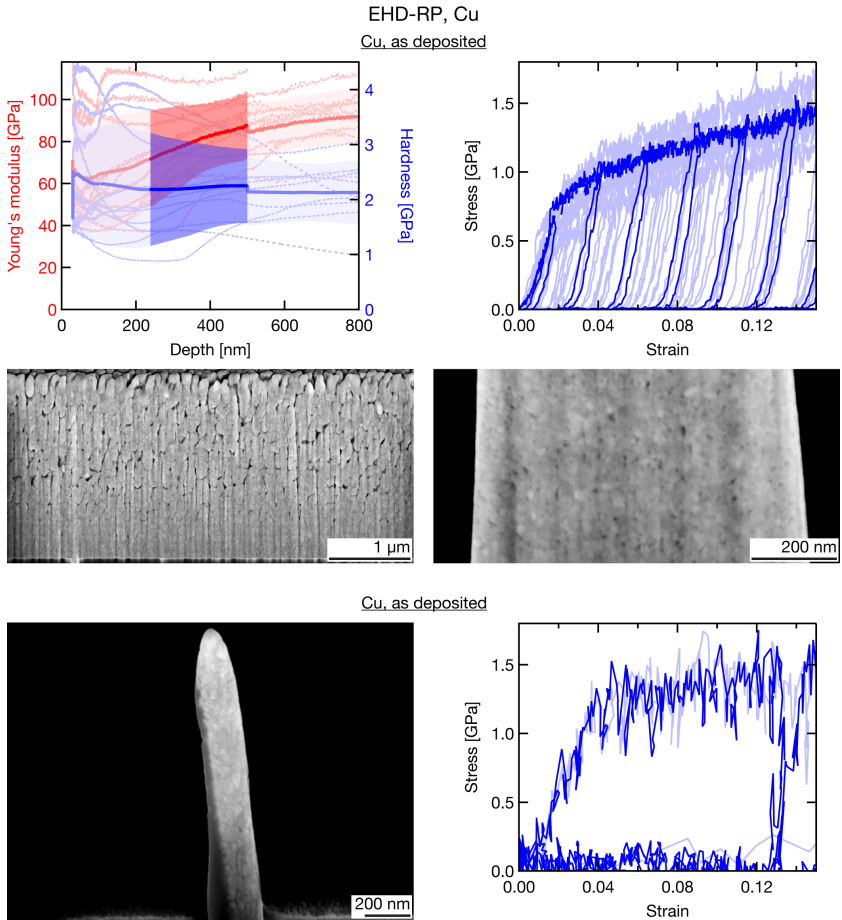 EHD-RP, Cu
Cu, as deposited
Young's modulus [GPa]
100
80
60
40
20
0
4
3
2
1
0
Hardness [GPa]
0
200
400
600
800
Depth [nm]
Stress [GPa]
1.5
1.0
0.5
0.0
0.00
0.04
0.08
0.12
Strain
1 µm
200 nm
Cu, as deposited
200 nm
Stress [GPa]
1.5
1.0
0.5
0.0
0.00
0.04
0.08
0.12
Strain